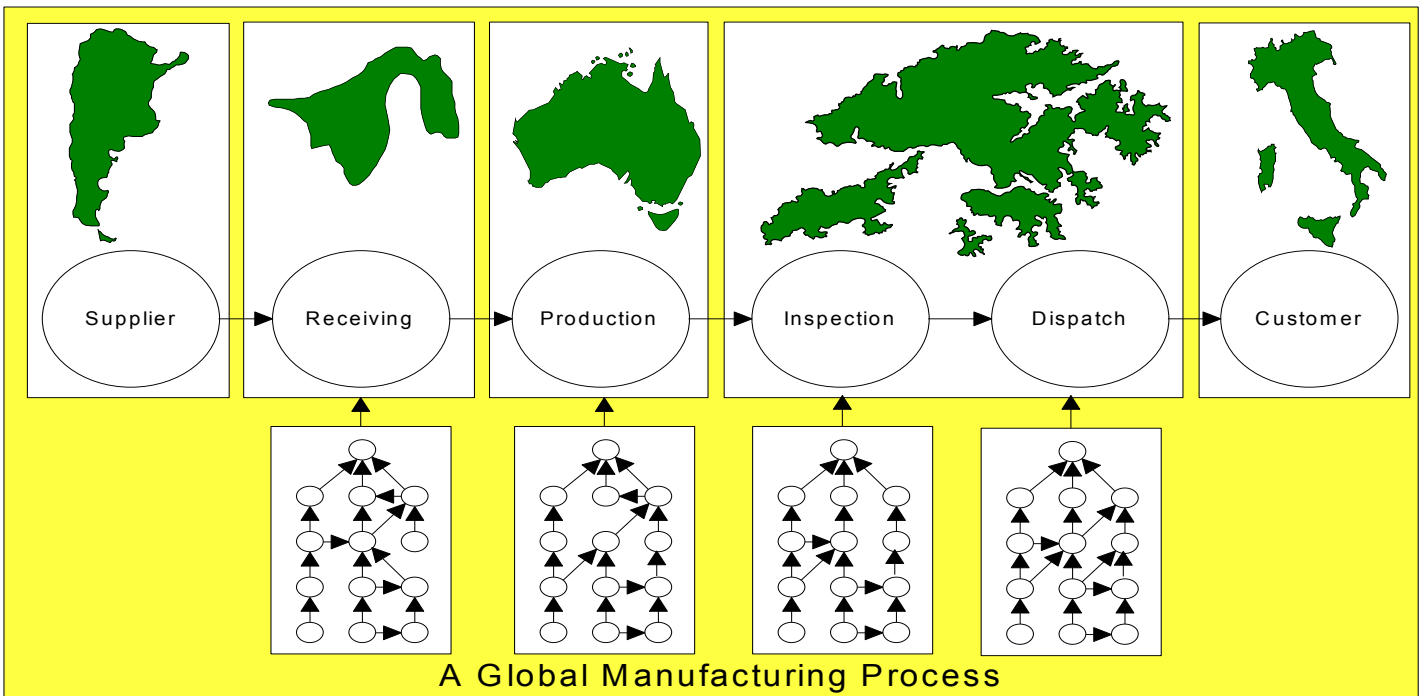 Supplier
Receiving
Production
Inspection
Dispatch
Customer
A Global Manufacturing Process